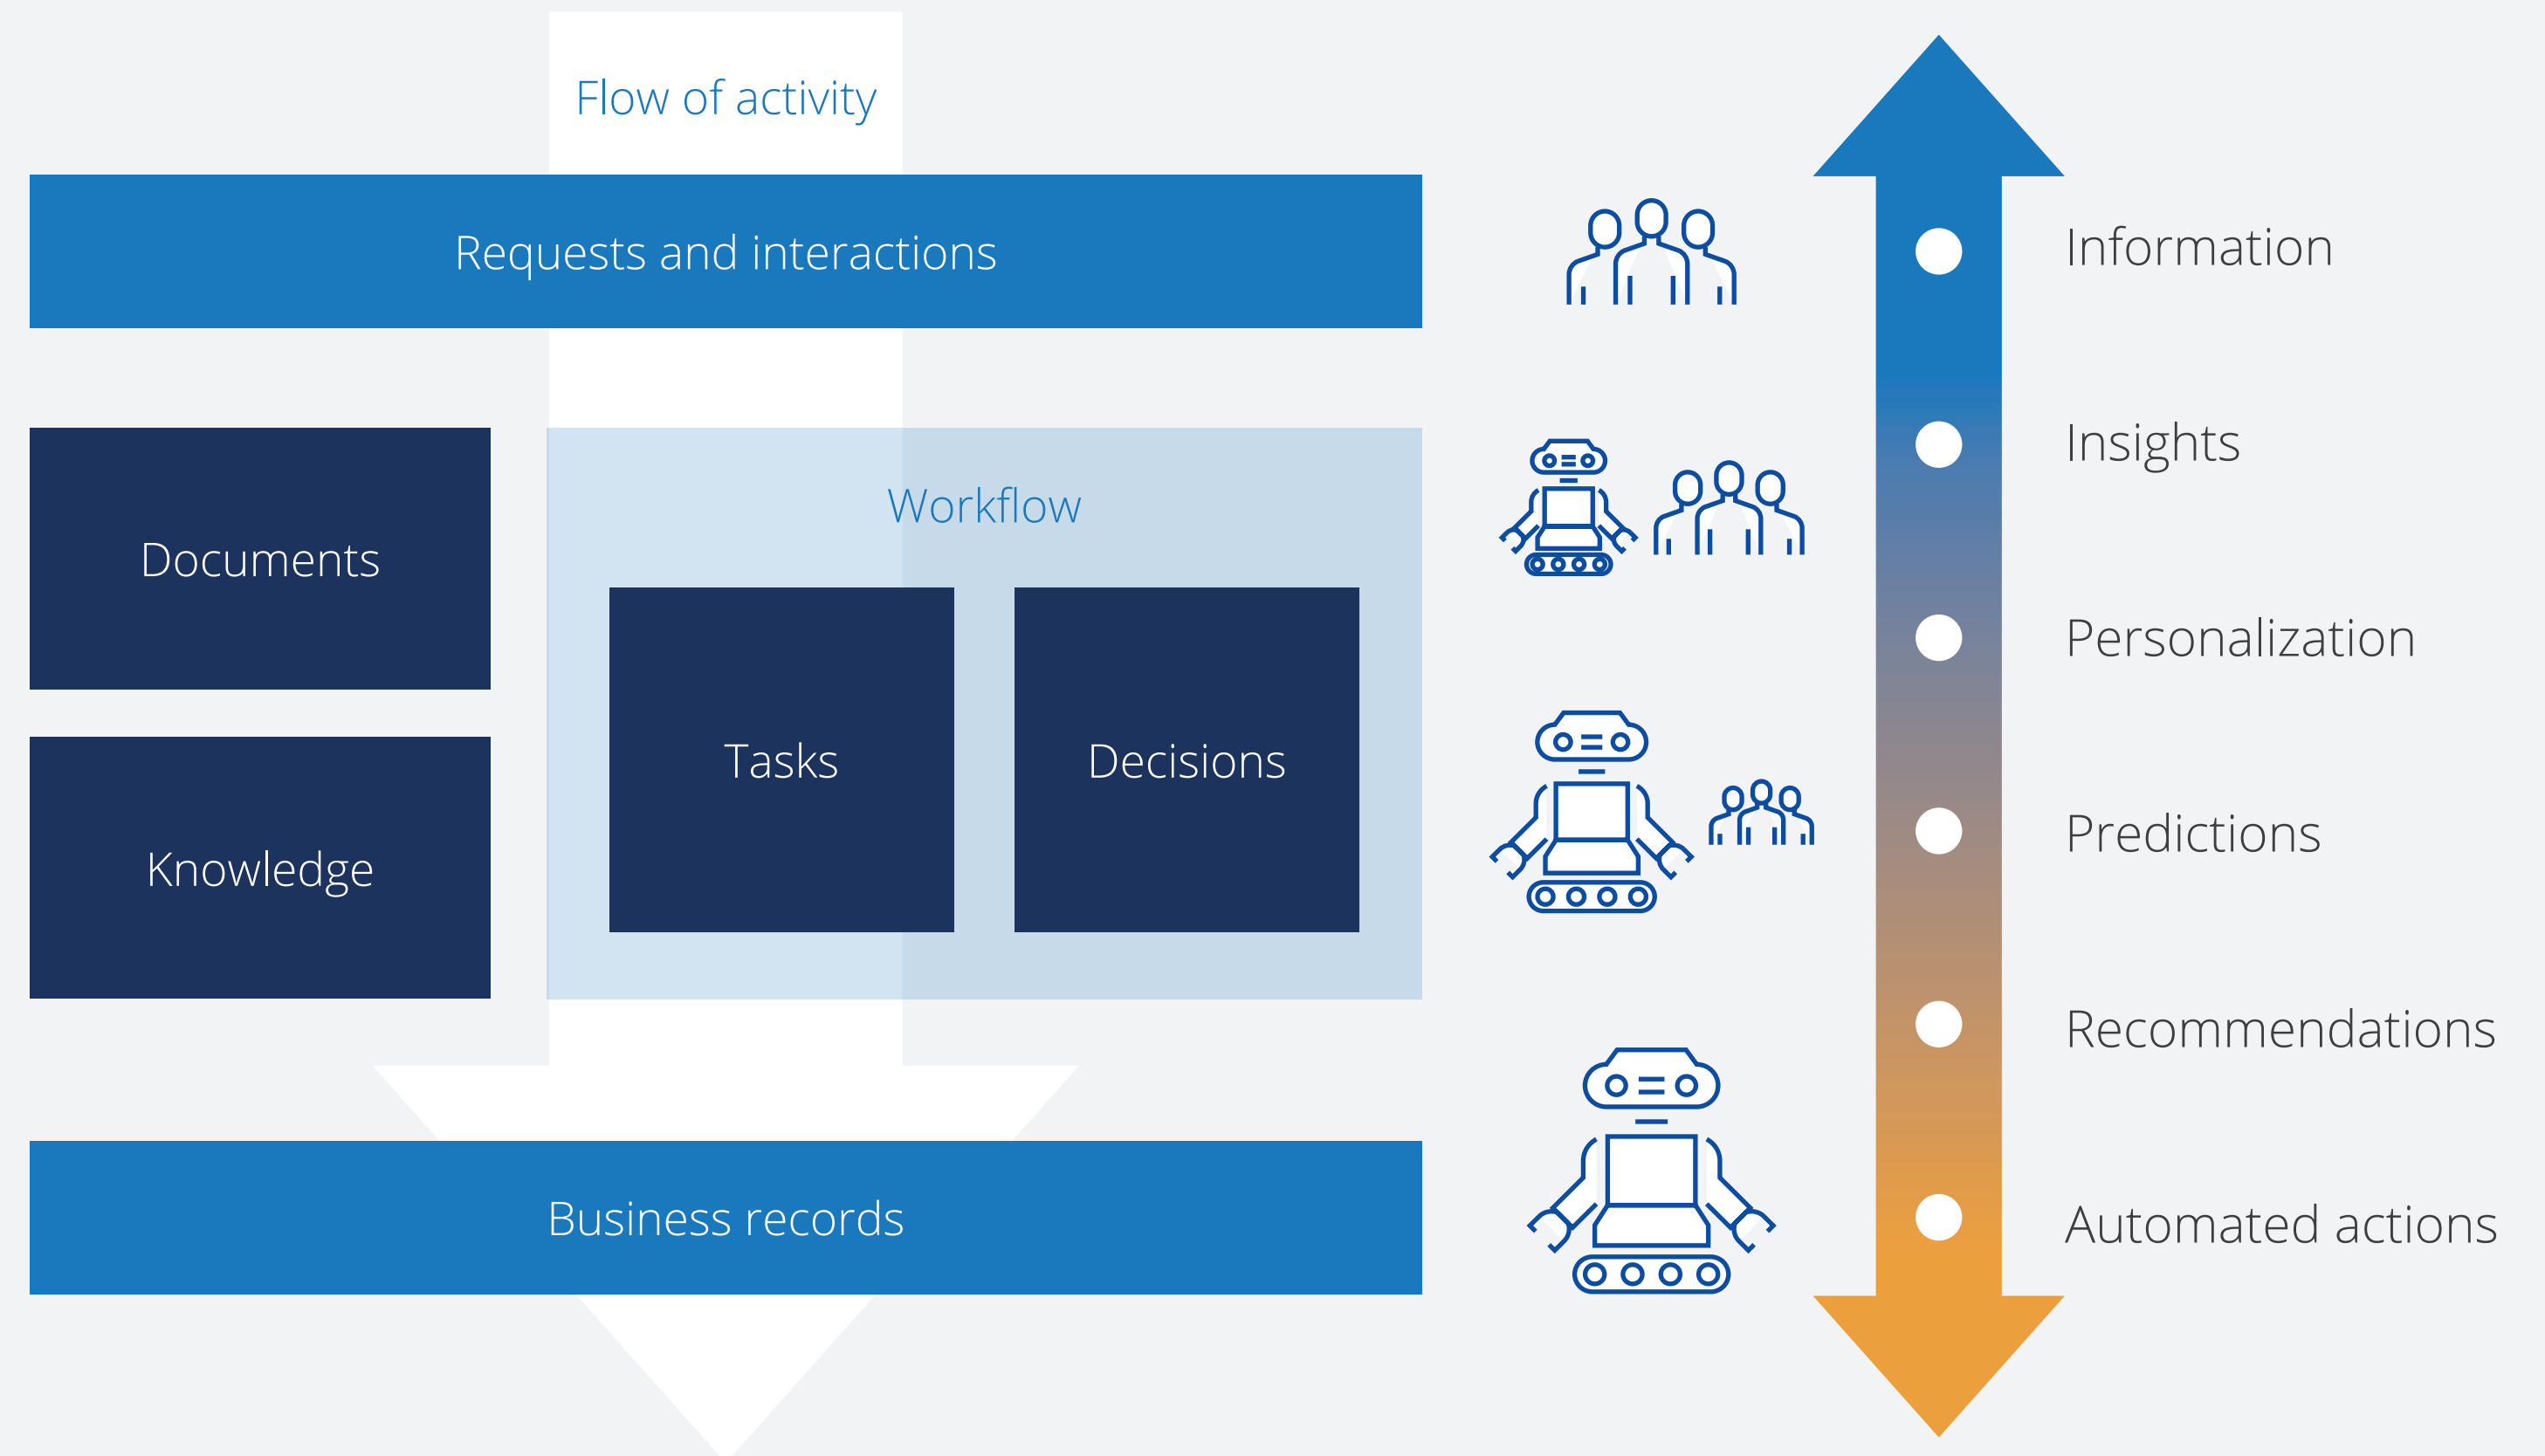 Flow of activity
Requests and interactions
Documents
Knowledge
Workflow
Tasks
Decisions
Business records
Information
Insights
Personalization
Predictions
Recommendations
Automated actions